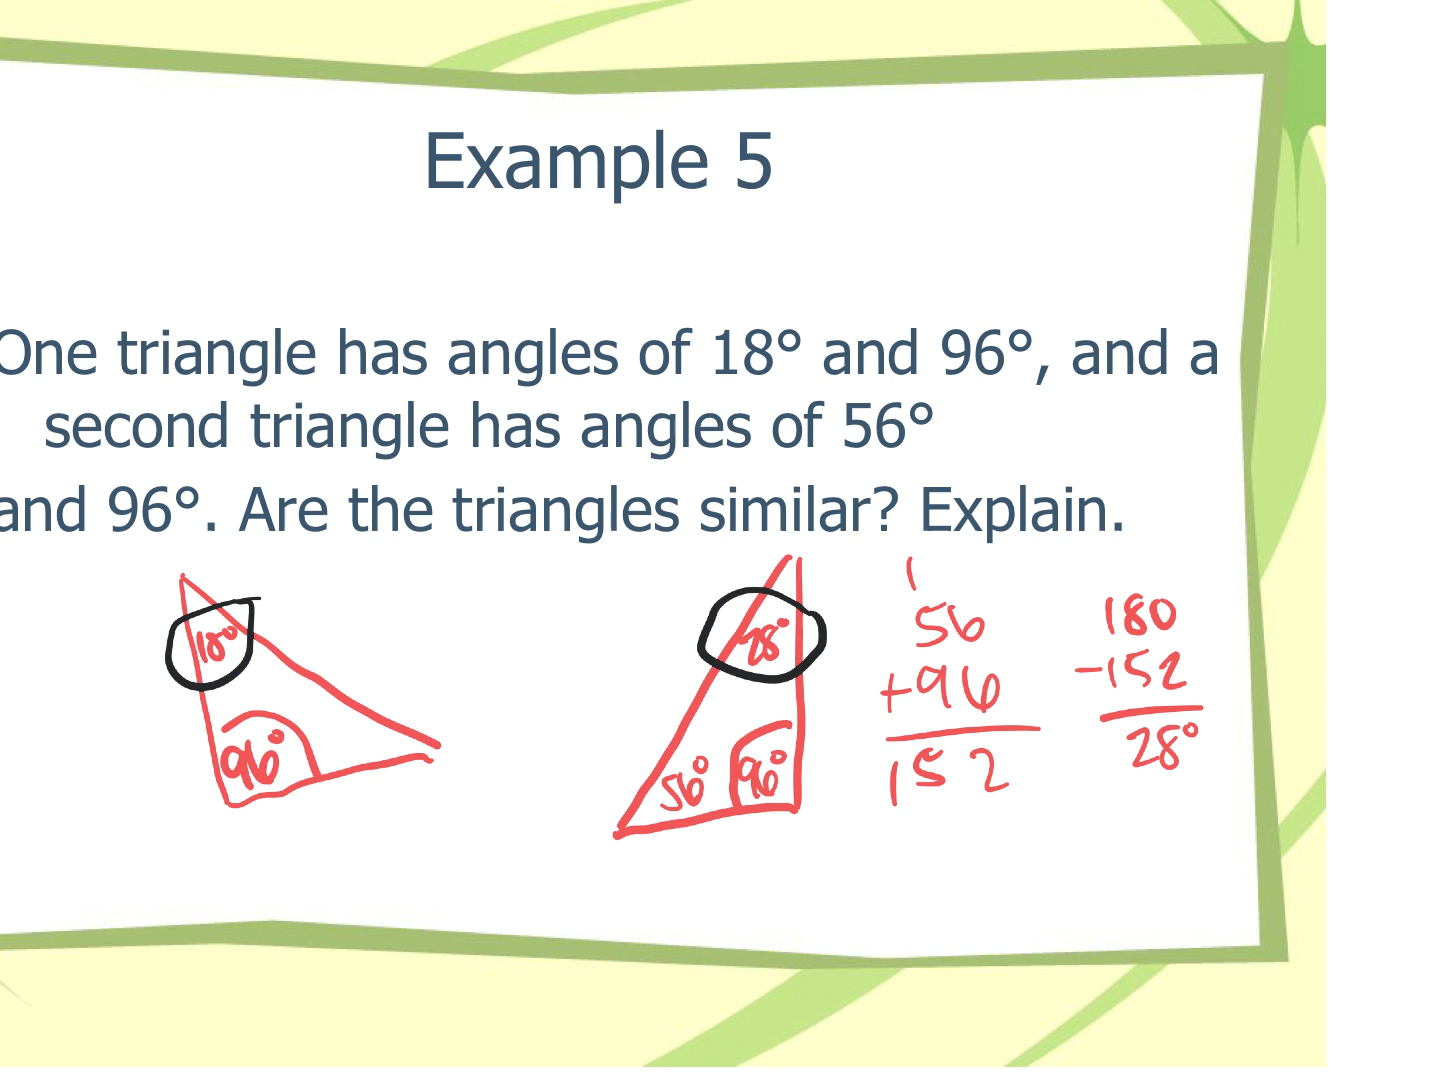 Example 5
One triangle has angles of 18° and 96°, and a
second triangle has angles of 56°
and 96°. Are the triangles similar? Explain.
18°
96°
28°
56° 96°
1
56
+96
152
180
-152
28°